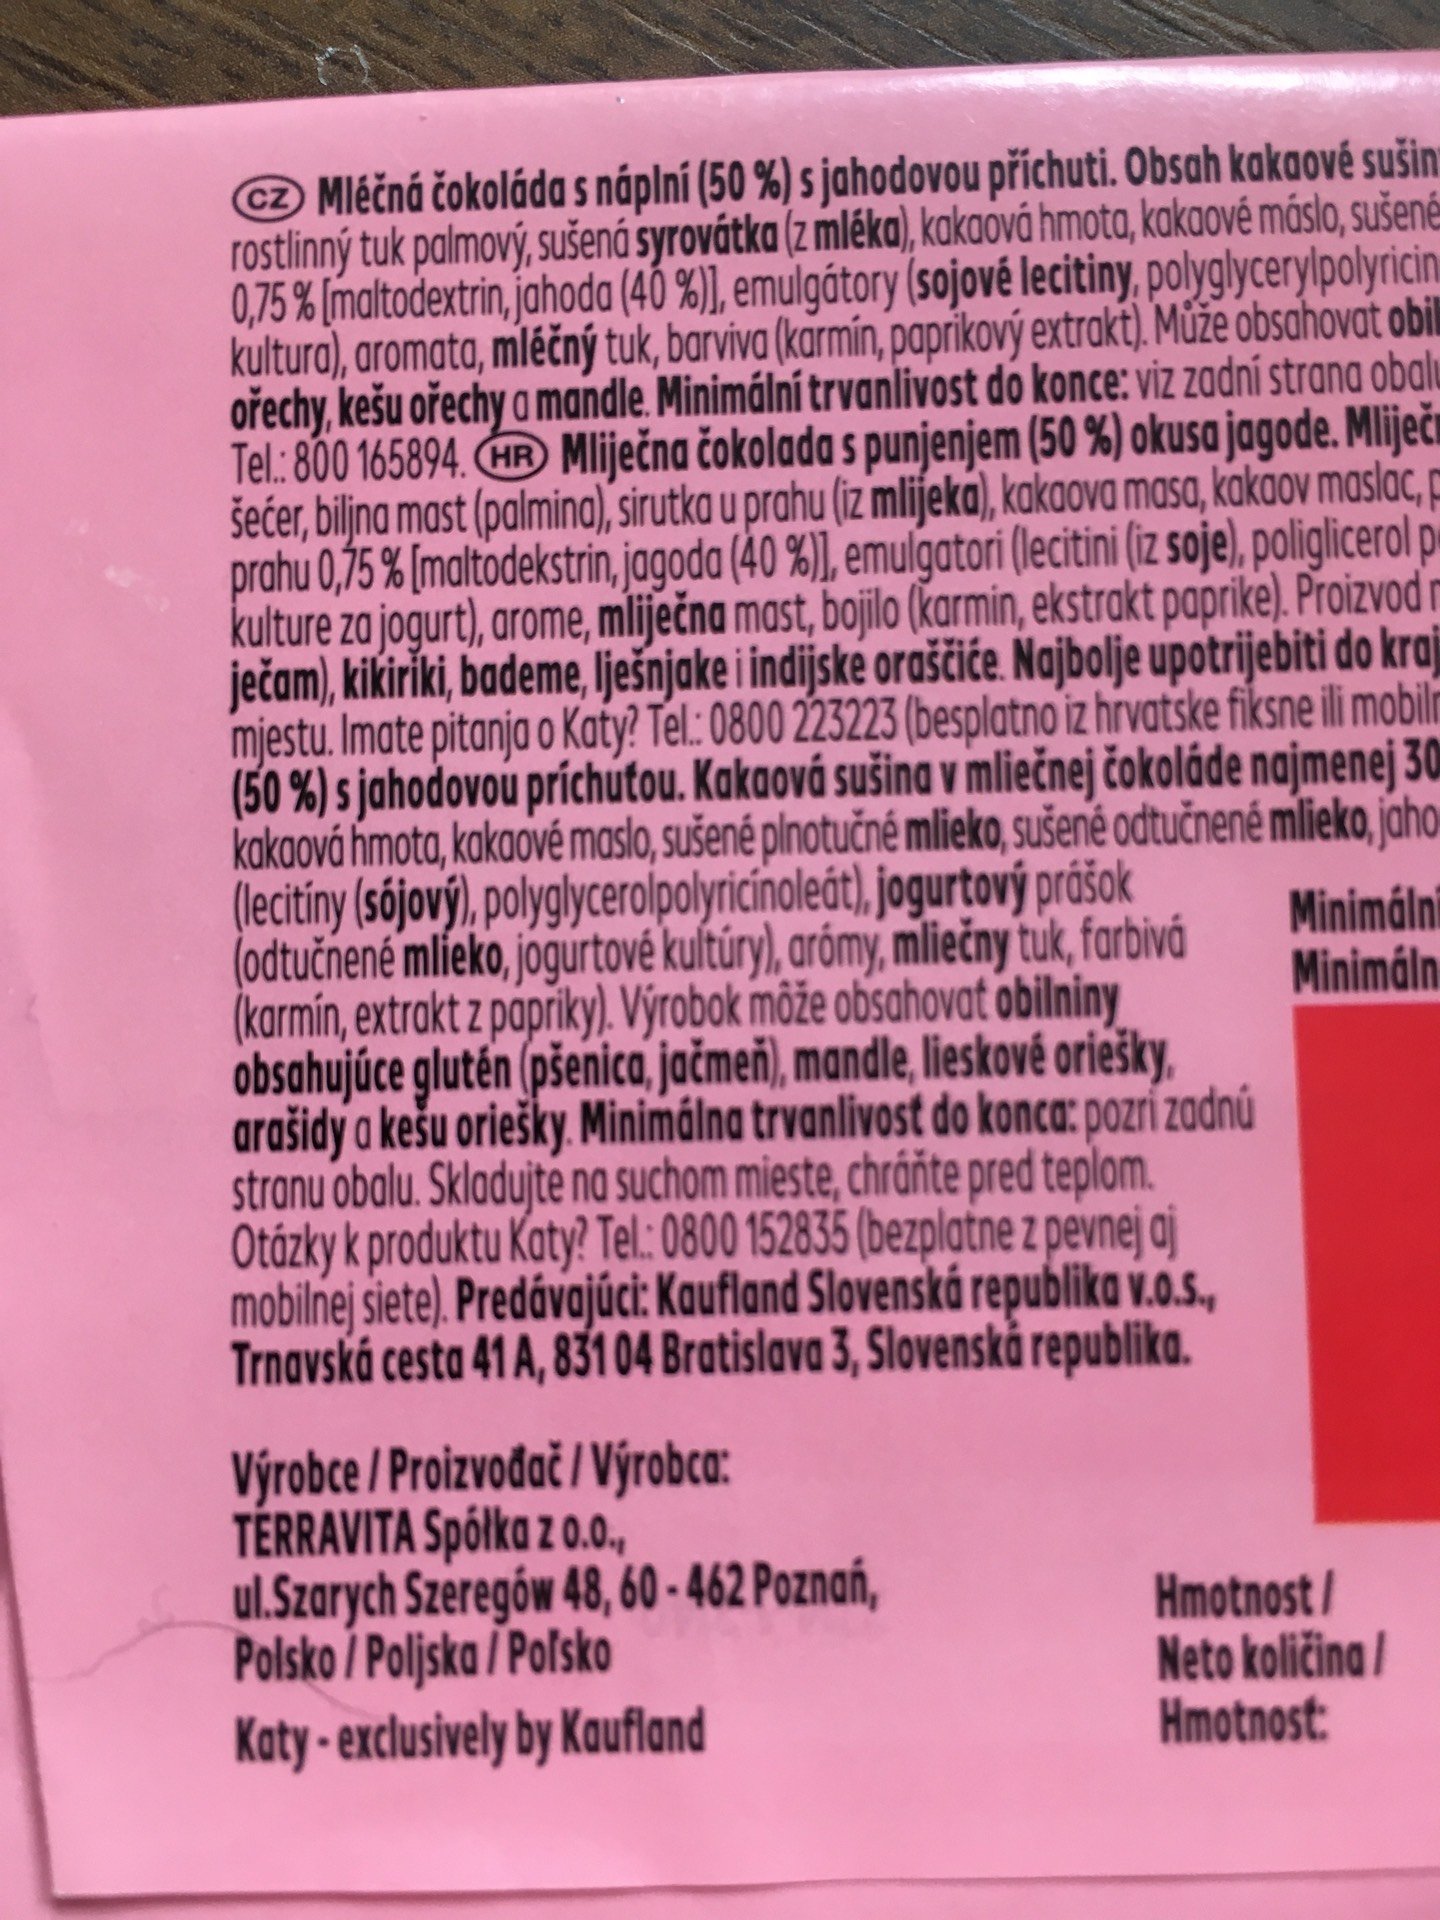 CZ Mléčná čokoláda s náplní (50 %) s jahodovou příchuti. Obsah kakaové
rostlinný tuk palmový, sušená syrovátka (z mléka), kakaová hmota, kakaové máslo, sušené
0,75 % [maltodextrin, jahoda (40 %)], emulgátory (sojové lecitiny,
kultura), aromata, mléčný tuk, barviva (karmín, paprikový extrakt). Může obsahovat
ořechy, kešu ořechy a mandle. Minimální trvanlivost do konce: viz zadní strana
Tel.: 800 165894. HR Mliječna čokolada s punjenjem (50 %) okusa jagode.
šećer, biljna mast (palmina), sirutka u prahu (iz mlijeka), kakaova masa, kakaov maslac,
prahu 0,75 % [maltodekstrin, jagoda (40 %)], emulgatori (lecitini (iz soje), poliglicerol
kulture za jogurt), arome, mliječna mast, bojilo (karmin, ekstrakt paprike). Proizvod
ječam), kikiriki, bademe, lješnjake i indijske oraščiće. Najbolje upotrijebiti do
mjestu. Imate pitanja o Katy? Tel.: 0800 223223 (besplatno iz hrvatske fiksne ili
(50 %) s jahodovou príchuťou. Kakaová sušina v mliečnej čokoláde najmenej 30
kakaová hmota, kakaové maslo, sušené plnotučné mlieko, sušené odtučnené mlieko,
(lecitíny (sójový), polyglycerolpolyricínoleát), jogurtový prášok
(odtučnené mlieko, jogurtové kultúry), arómy, mliečny tuk, farbivá
(karmín, extrakt z papriky). Výrobok môže obsahovať obilniny
obsahujúce glutén (pšenica, jačmeň), mandle, lieskové oriešky,
arašidy a kešu oriešky. Minimálna trvanlivosť do konca: pozri zadnú
stranu obalu. Skladujte na suchom mieste, chráňte pred teplom.
Otázky k produktu Katy? Tel.: 0800 152835 (bezplatne z pevnej aj
mobilnej siete). Predávajúci: Kaufland Slovenská republika v.o.s.,
Trnavská cesta 41 A, 831 04 Bratislava 3, Slovenská republika.
Výrobce / Proizvođač / Výrobca:
TERRAVITA Spółka z o.o.,
ul.Szarych Szeregów 48, 60 - 462 Poznań,
Polsko / Poljska / Poľsko
Katy - exclusively by Kaufland
Hmotnost /
Neto količina /
Hmotnosť: